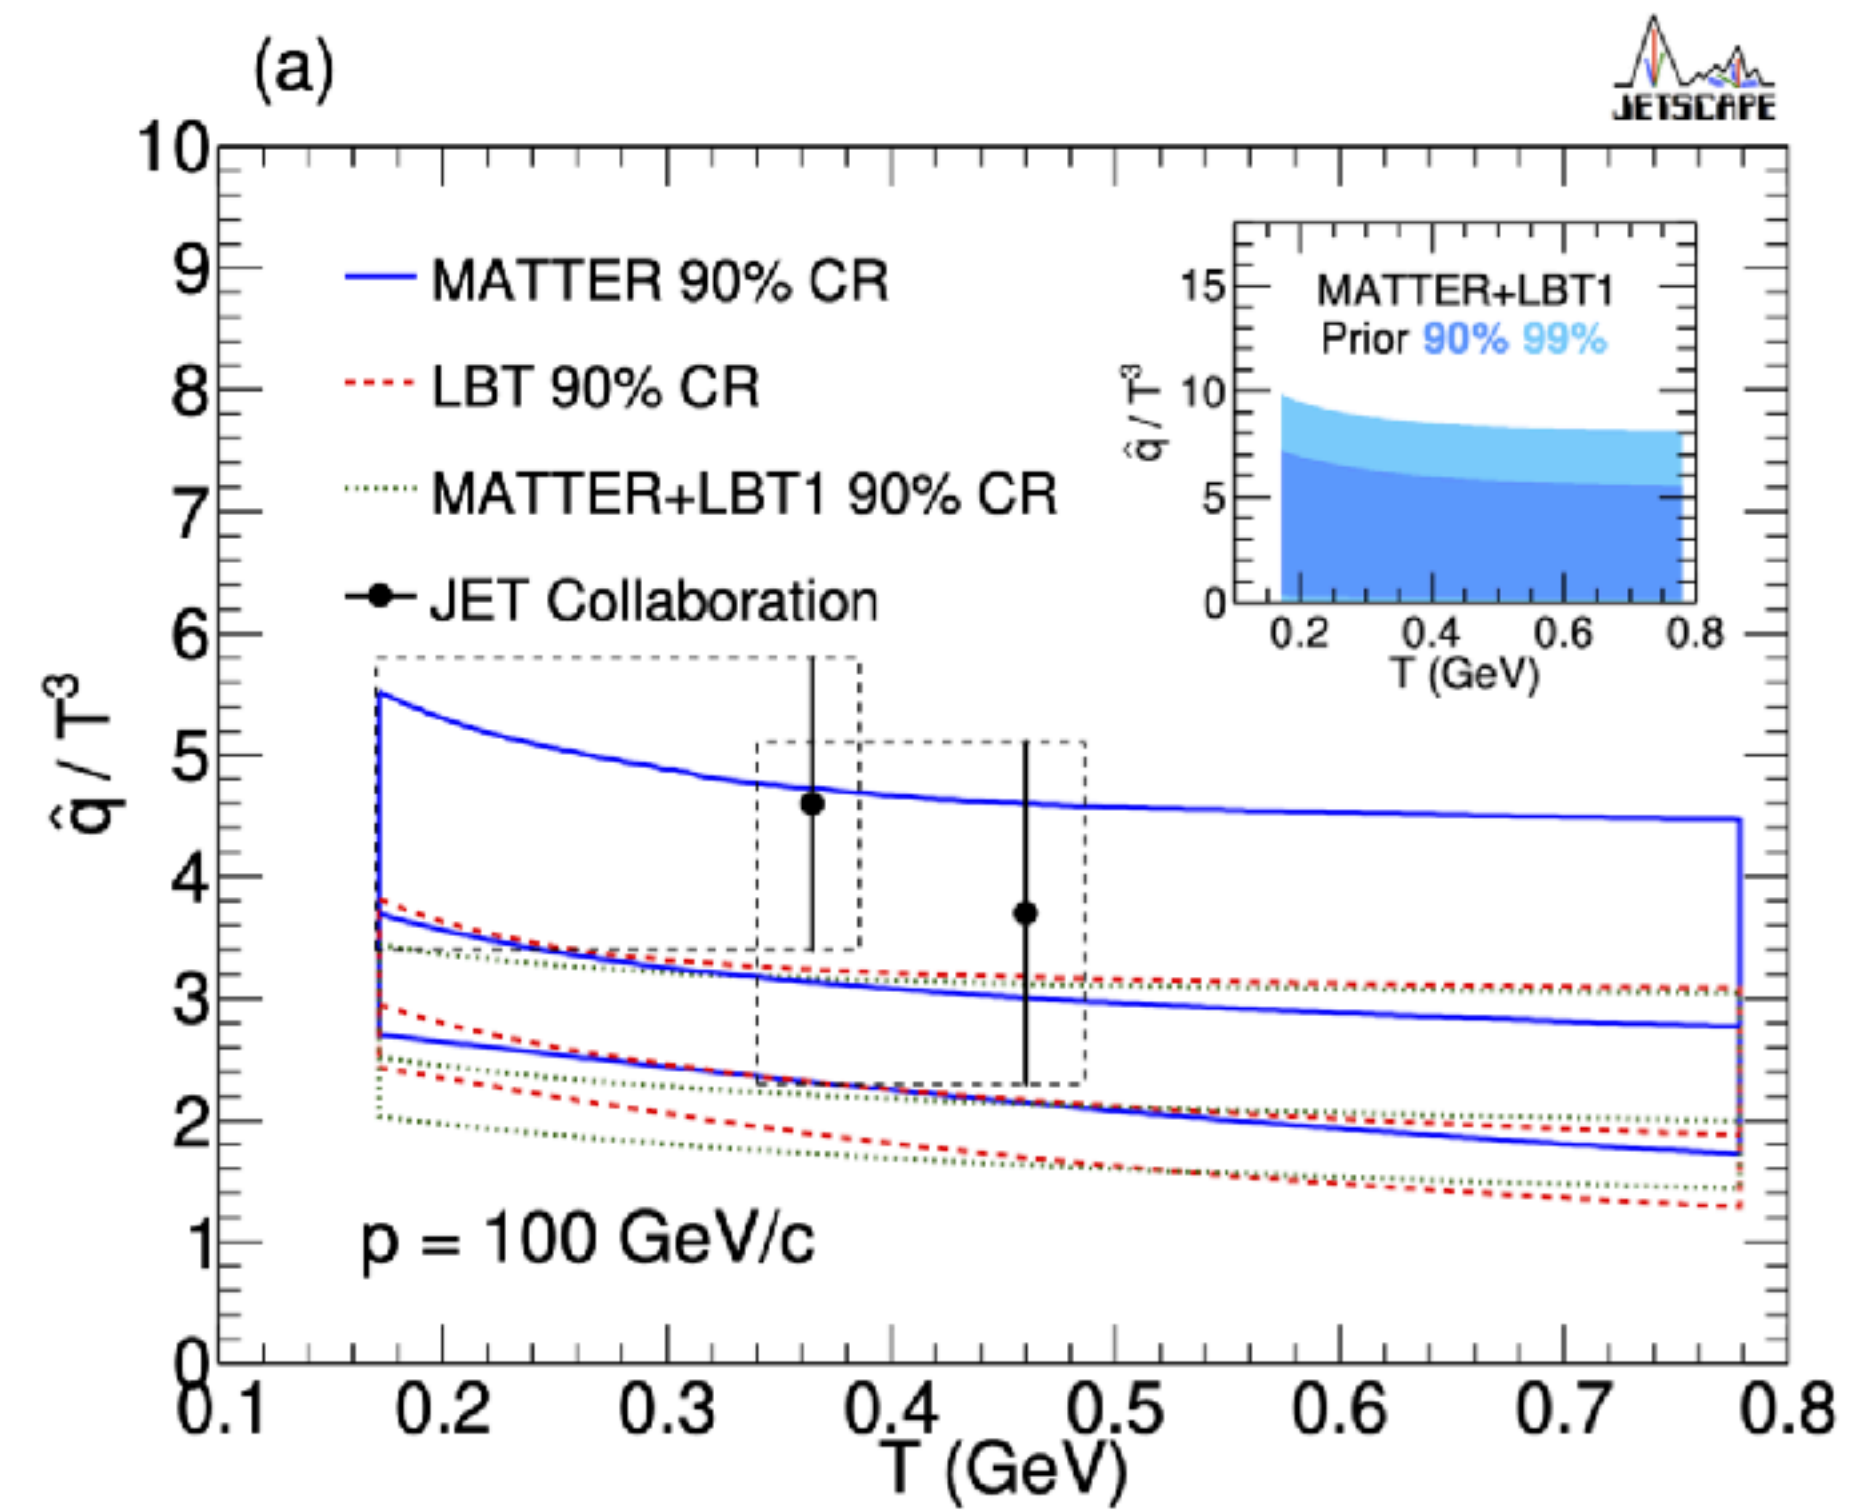 (a)
JETSCAPE
10
9
8
7
6
5
4
3
2
1
0
q̂ / T³
MATTER 90% CR
LBT 90% CR
MATTER+LBT1 90% CR
JET Collaboration
p = 100 GeV/c
0.1 0.2 0.3 0.4 0.5 0.6 0.7 0.8
T (GeV)
MATTER+LBT1
Prior 90% 99%
15
10
5
0
q̂ / T³
0.2 0.4 0.6 0.8
T (GeV)